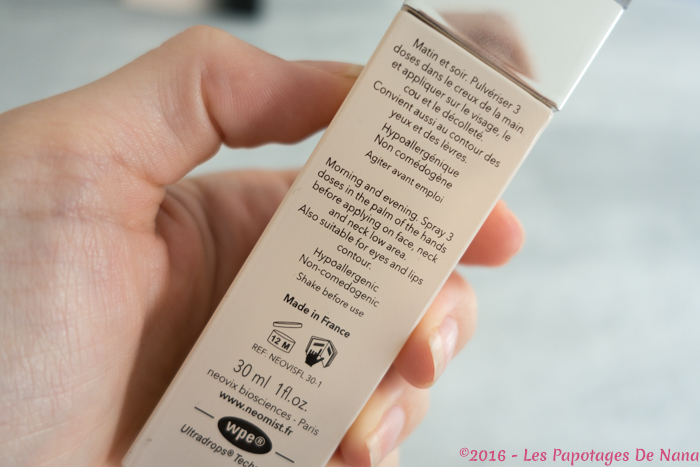 Matin et soir. Pulvériser 3
doses dans le creux de la main
et appliquer sur le visage, le
cou et le décolleté.
Convient aussi au contour des
yeux et des lèvres.
Hypoallergénique
Non comédogène
Agiter avant emploi
Morning and evening. Spray 3
doses in the palm of the hands
before applying on face, neck
and neck low area.
Also suitable for eyes and lips
contour.
Hypoallergenic
Non-comedogenic
Shake before use
Made in France
12 M
REF: NEOVISFL 30-1
30 ml 1fl.oz.
neovix biosciences - Paris
www.neomist.fr
wpe®
Ultradrops®
©2016 - Les Papotages De Nana